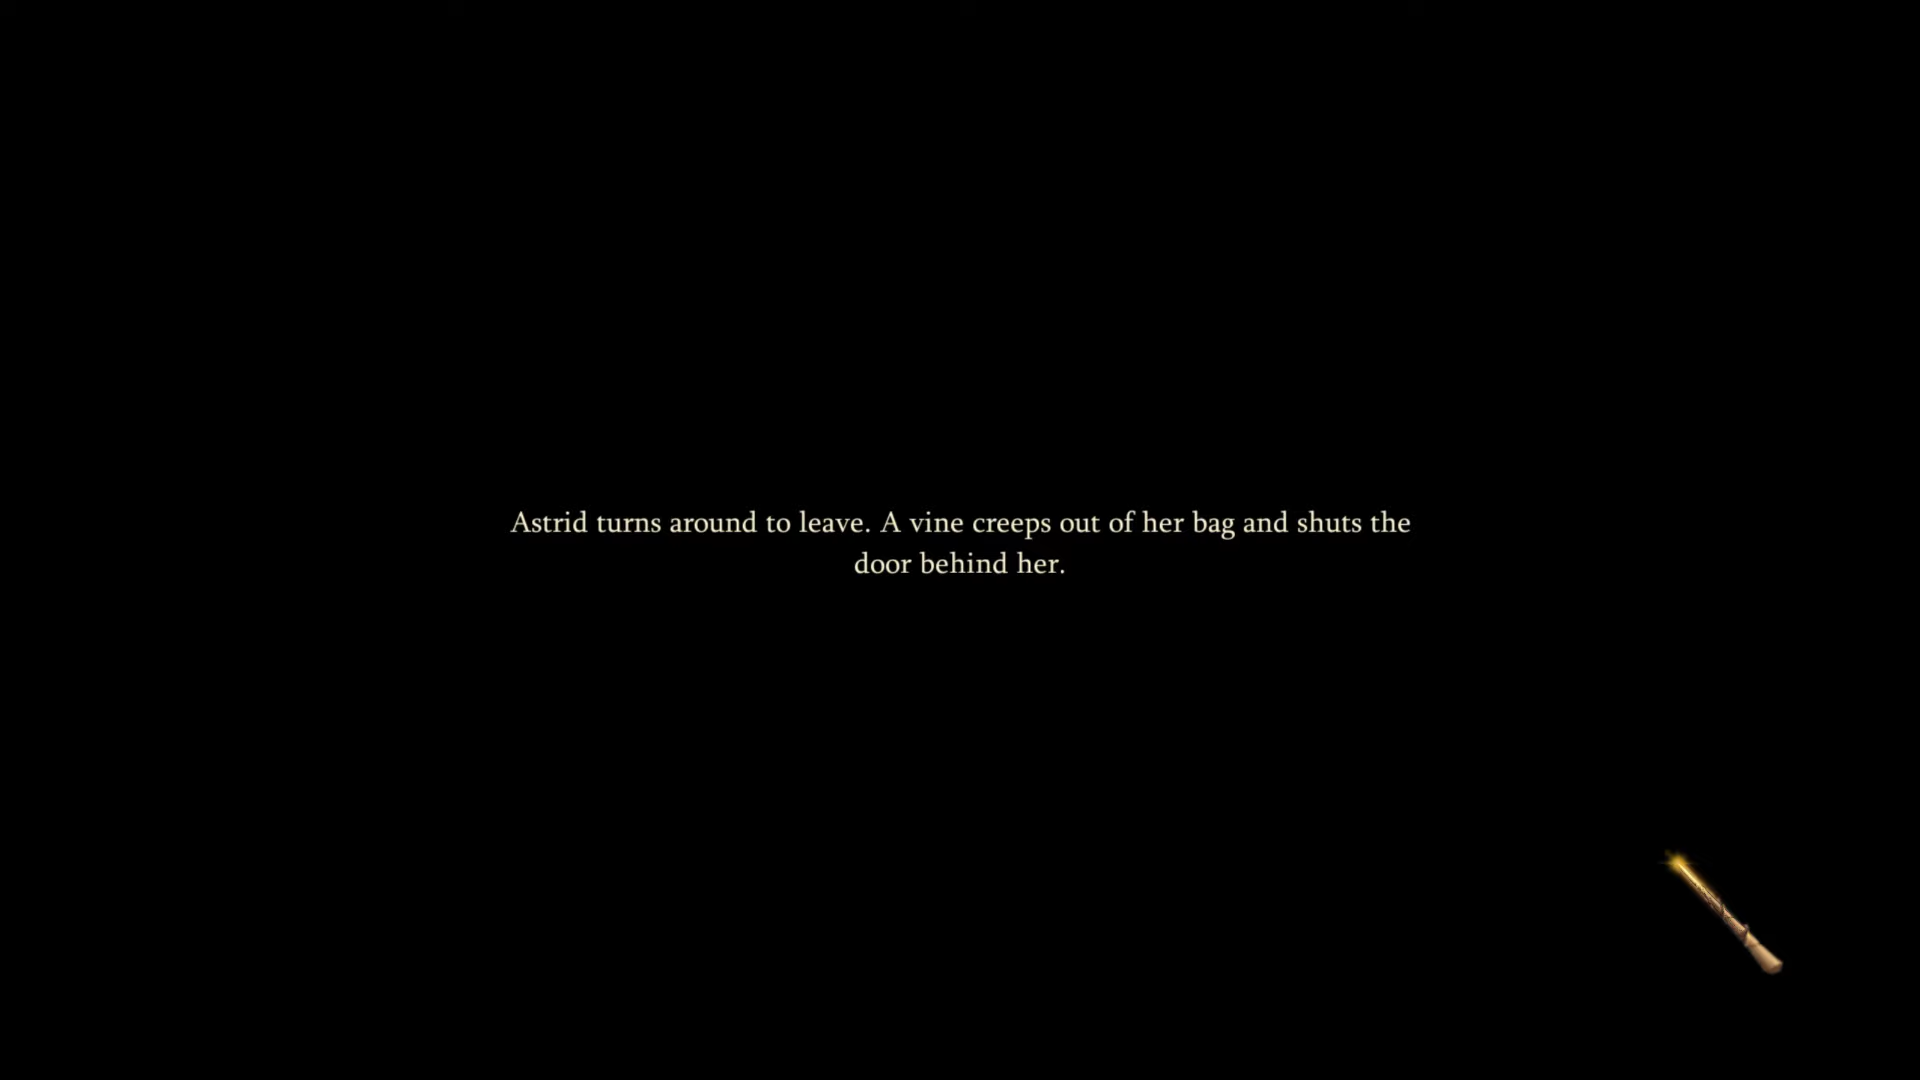 Astrid turns around to leave. A vine creeps out of her bag and shuts the
door behind her.